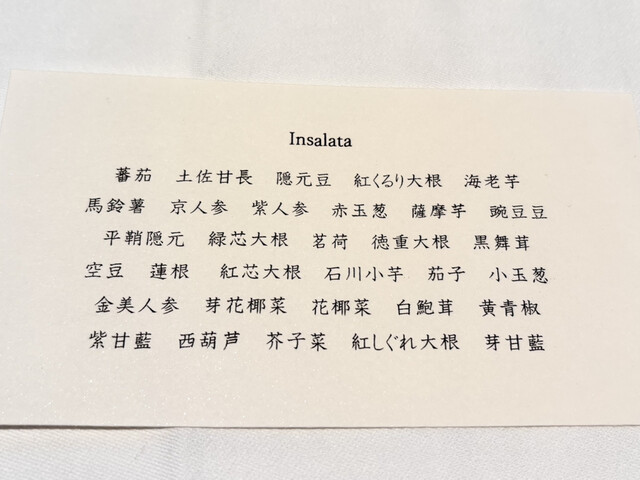 Insalata
蕃茄 土佐甘長 隠元豆 紅くるり大根 海老芋
馬鈴薯 京人参 紫人参 赤玉葱 薩摩芋 豌豆豆
平鞘隠元 緑芯大根 茗荷 徳重大根 黒舞茸
空豆 蓮根 紅芯大根 石川小芋 茄子 小玉葱
金美人参 芽花椰菜 花椰菜 白鮑茸 黄青椒
紫甘藍 西葫芦 芥子菜 紅しぐれ大根 芽甘藍